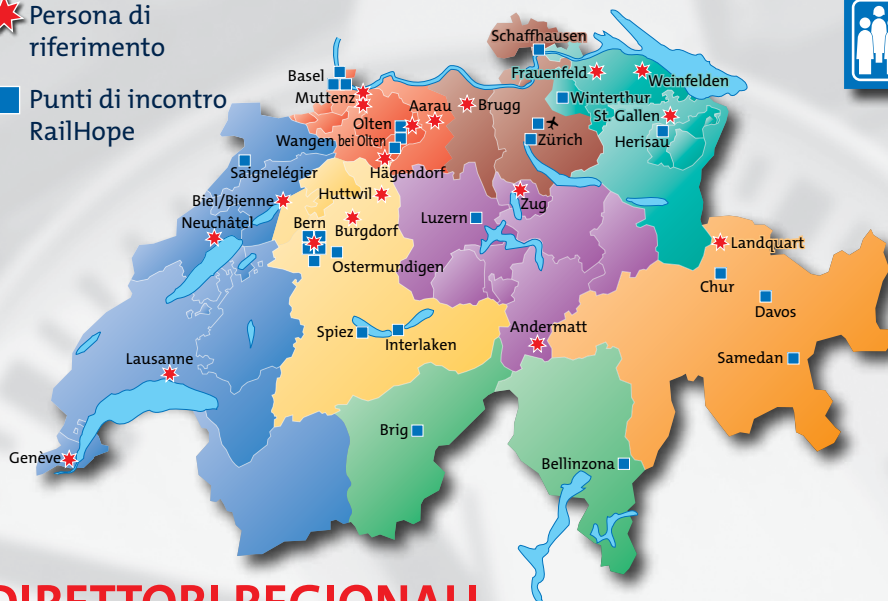 Persona di
riferimento
Punti di incontro
RailHope
Schaffhausen
Basel
Frauenfeld
Weinfelden
Muttenz
Aarau
Brugg
Winterthur
Olten
St. Gallen
Wangen bei Olten
Zürich
Herisau
Saignelégier
Hägendorf
Biel/Bienne
Huttwil
Zug
Neuchâtel
Bern
Burgdorf
Luzern
Landquart
Ostermundigen
Chur
Davos
Spiez
Interlaken
Andermatt
Lausanne
Samedan
Brig
Genève
Bellinzona
DIRETTORI REGIONALI